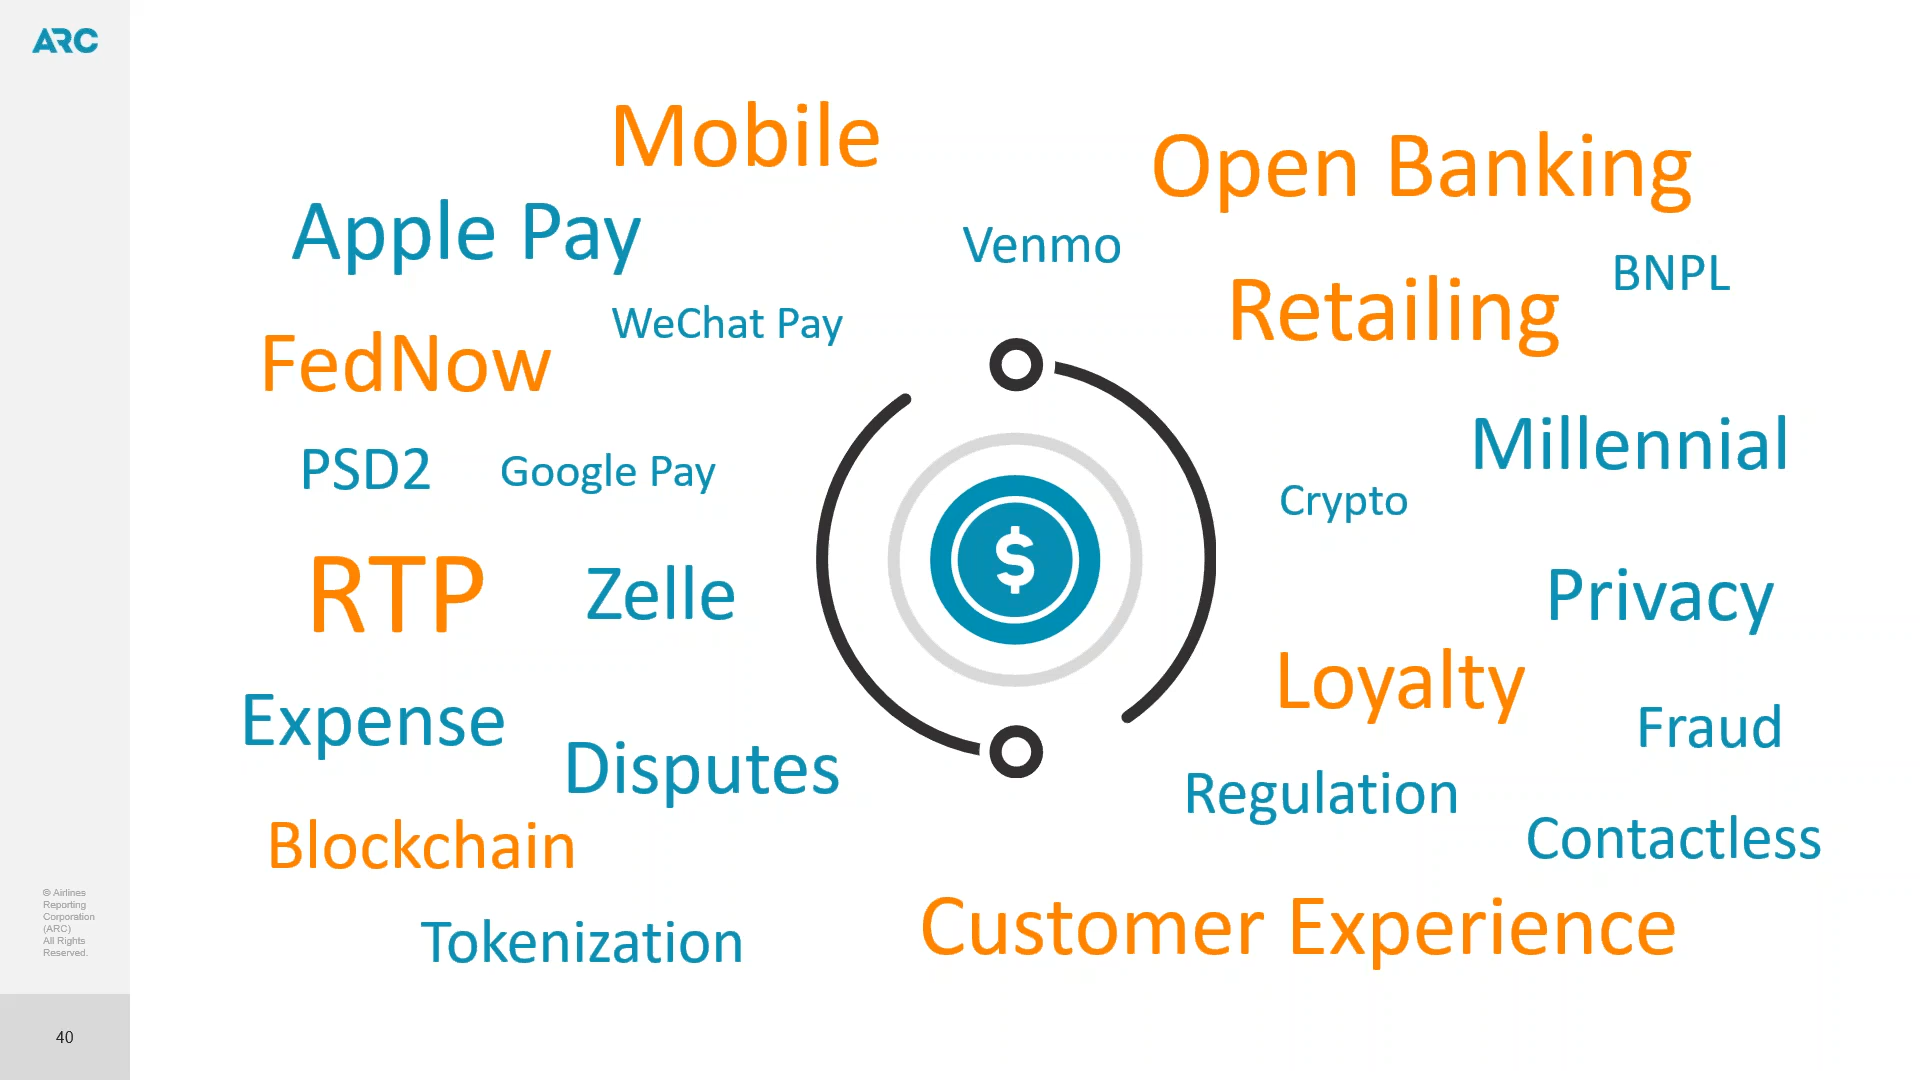 ARC
Mobile
Open Banking
Apple Pay
Venmo
BNPL
WeChat Pay
Retailing
FedNow
Millennial
PSD2
Google Pay
Crypto
RTP
Zelle
$
Privacy
Loyalty
Expense
Fraud
Disputes
Regulation
Blockchain
Contactless
Customer Experience
Tokenization
© Airlines
Reporting
Corporation
(ARC)
All Rights
Reserved.
40